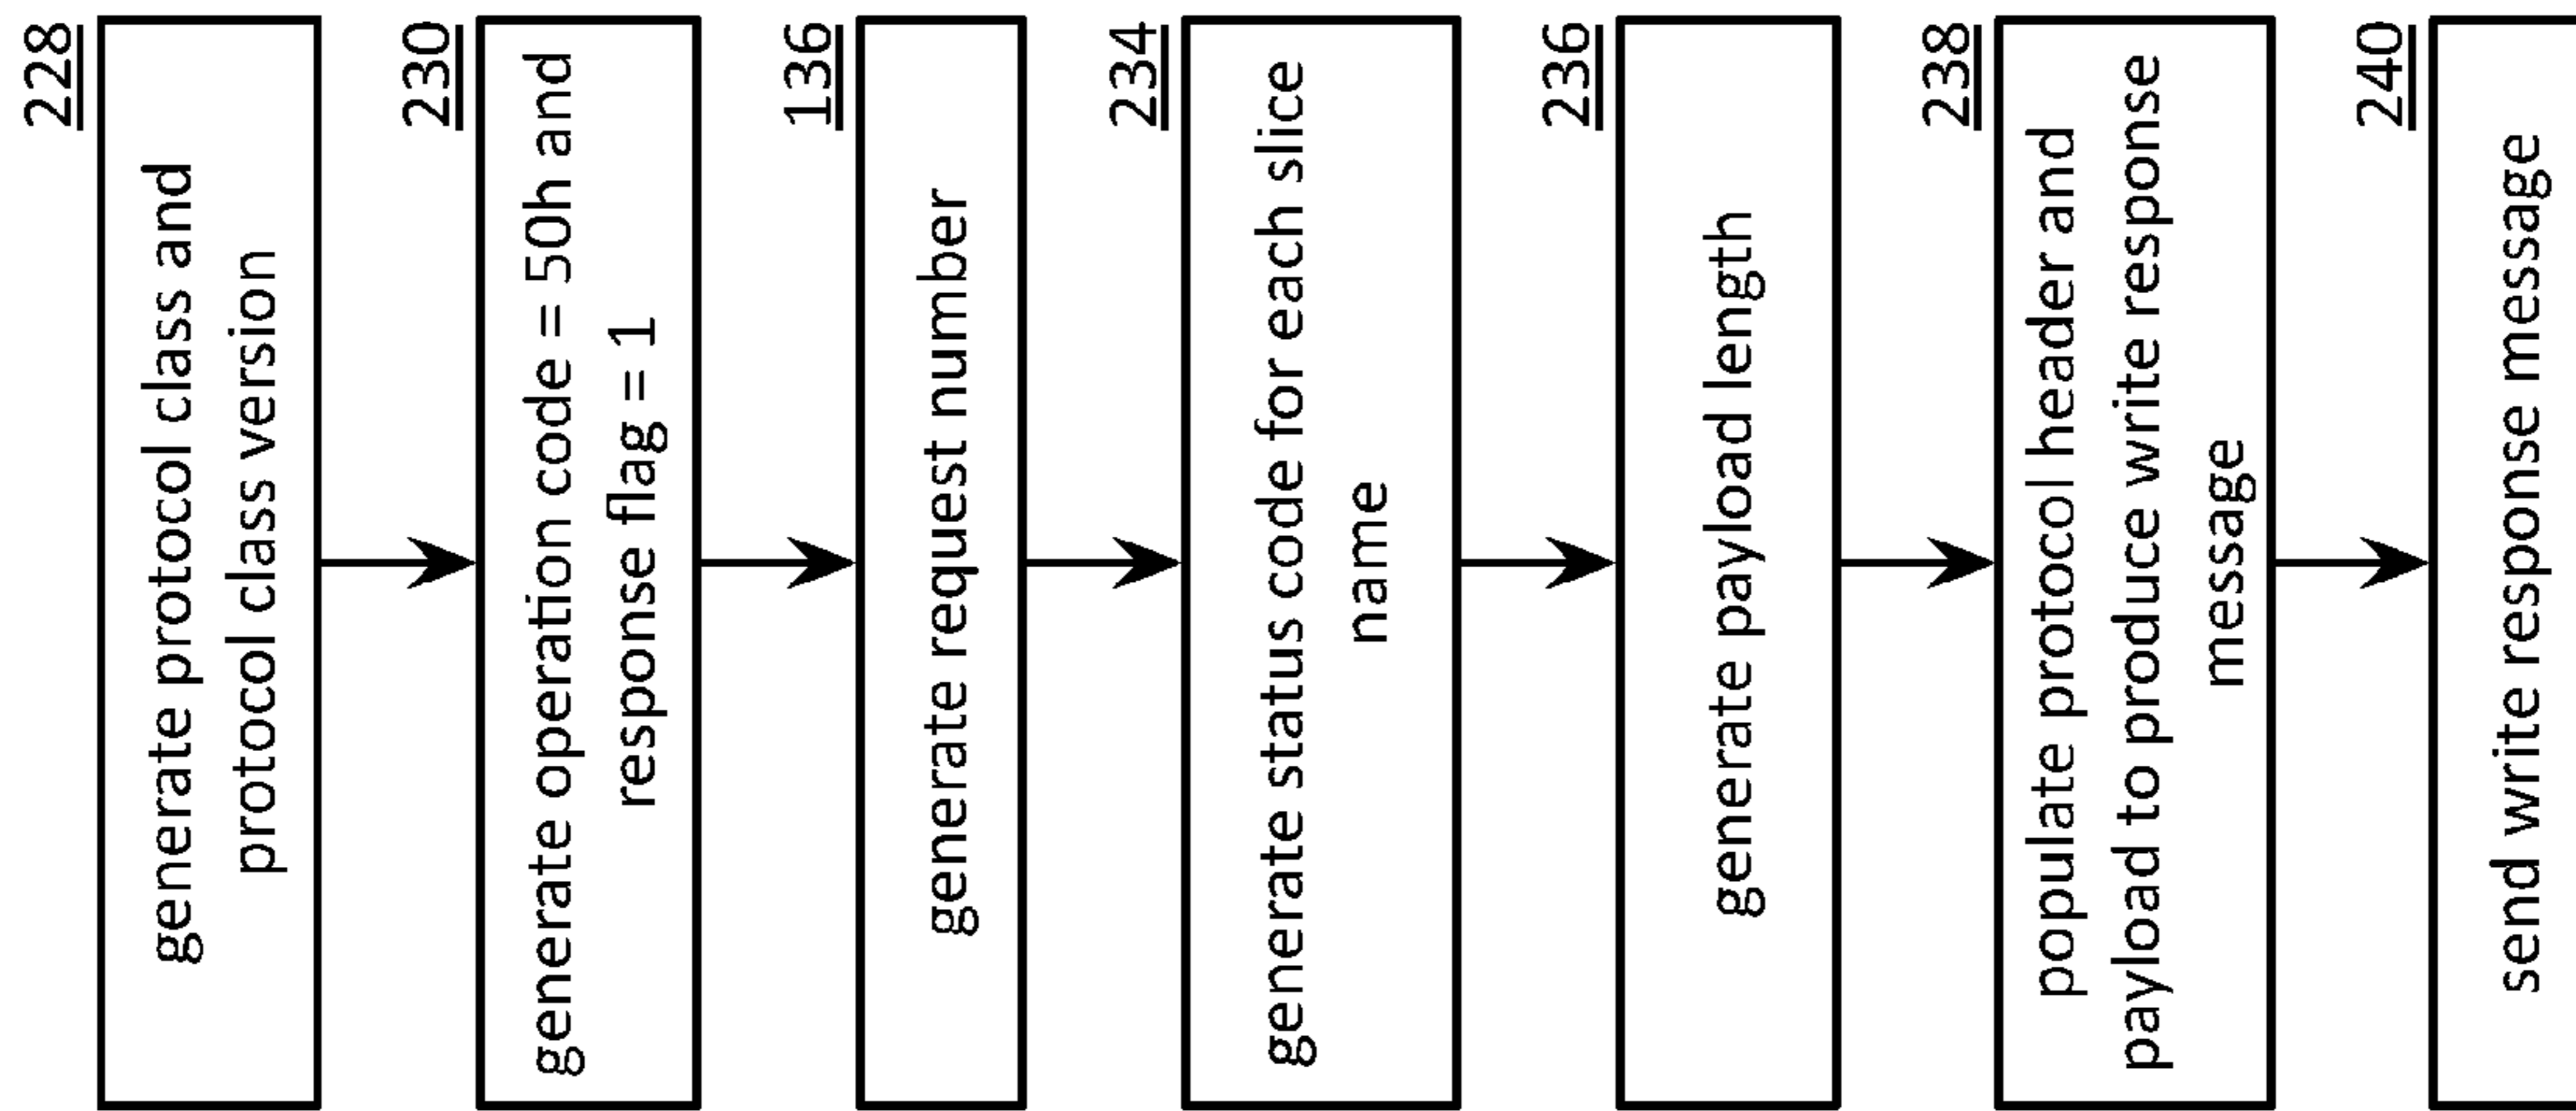 228
generate protocol class and
protocol class version
230
generate operation code = 50h and
response flag = 1
136
generate request number
234
generate status code for each slice
name
236
generate payload length
238
populate protocol header and
payload to produce write response
message
240
send write response message